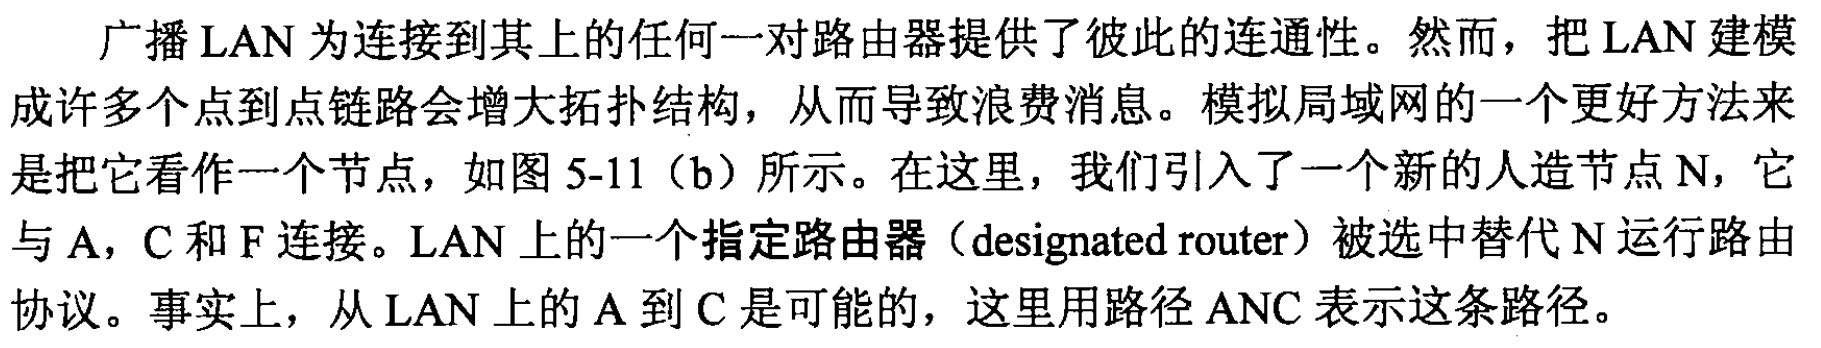 广播 LAN 为连接到其上的任何一对路由器提供了彼此的连通性。然而，把 LAN 建模
成许多个点到点链路会增大拓扑结构，从而导致浪费消息。模拟局域网的一个更好方法来
是把它看作一个节点，如图 5-11（b）所示。在这里，我们引入了一个新的人造节点 N，它
与 A，C 和 F 连接。LAN 上的一个指定路由器（designated router）被选中替代 N 运行路由
协议。事实上，从 LAN 上的 A 到 C 是可能的，这里用路径 ANC 表示这条路径。